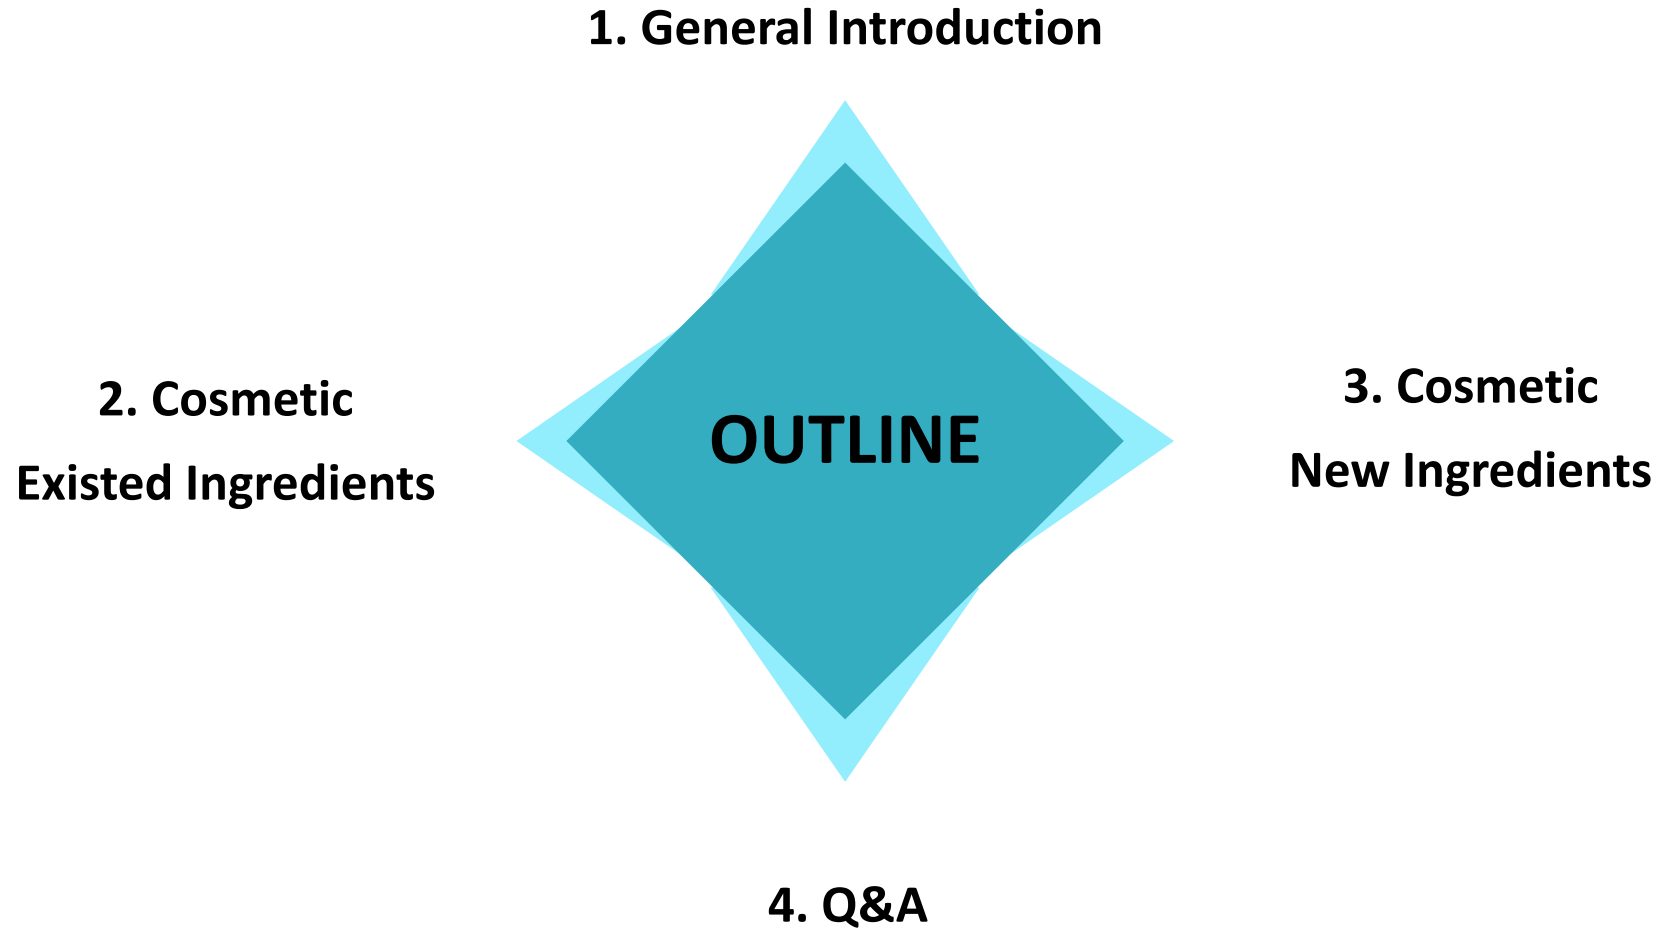 1. General Introduction
2. Cosmetic
Existed Ingredients
OUTLINE
3. Cosmetic
New Ingredients
4. Q&A